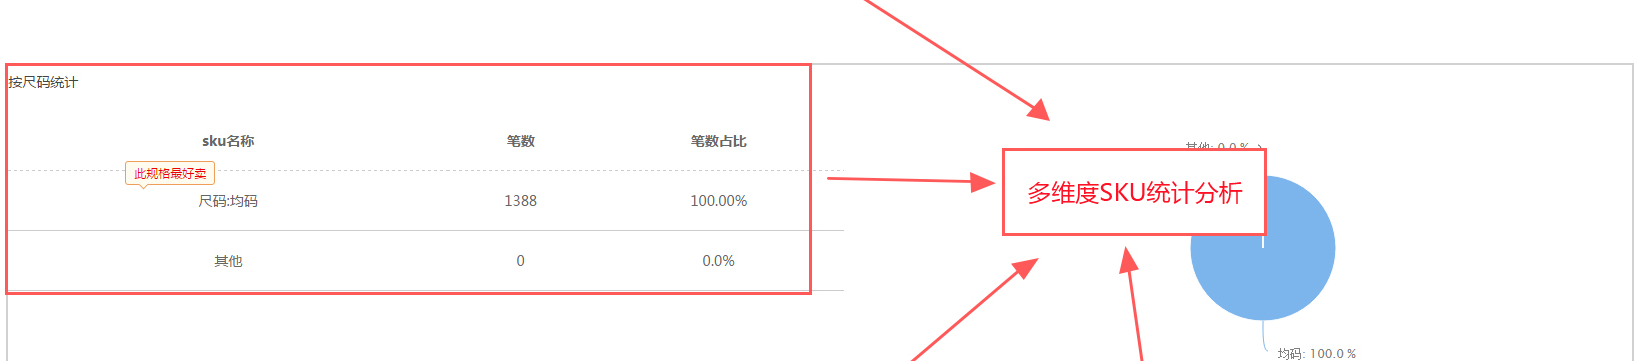 按尺码统计
sku名称 笔数 笔数占比
此规格最好卖
尺码:均码 1388 100.00%
其他 0 0.0%
其他: 0.0 %
多维度SKU统计分析
均码: 100.0 %